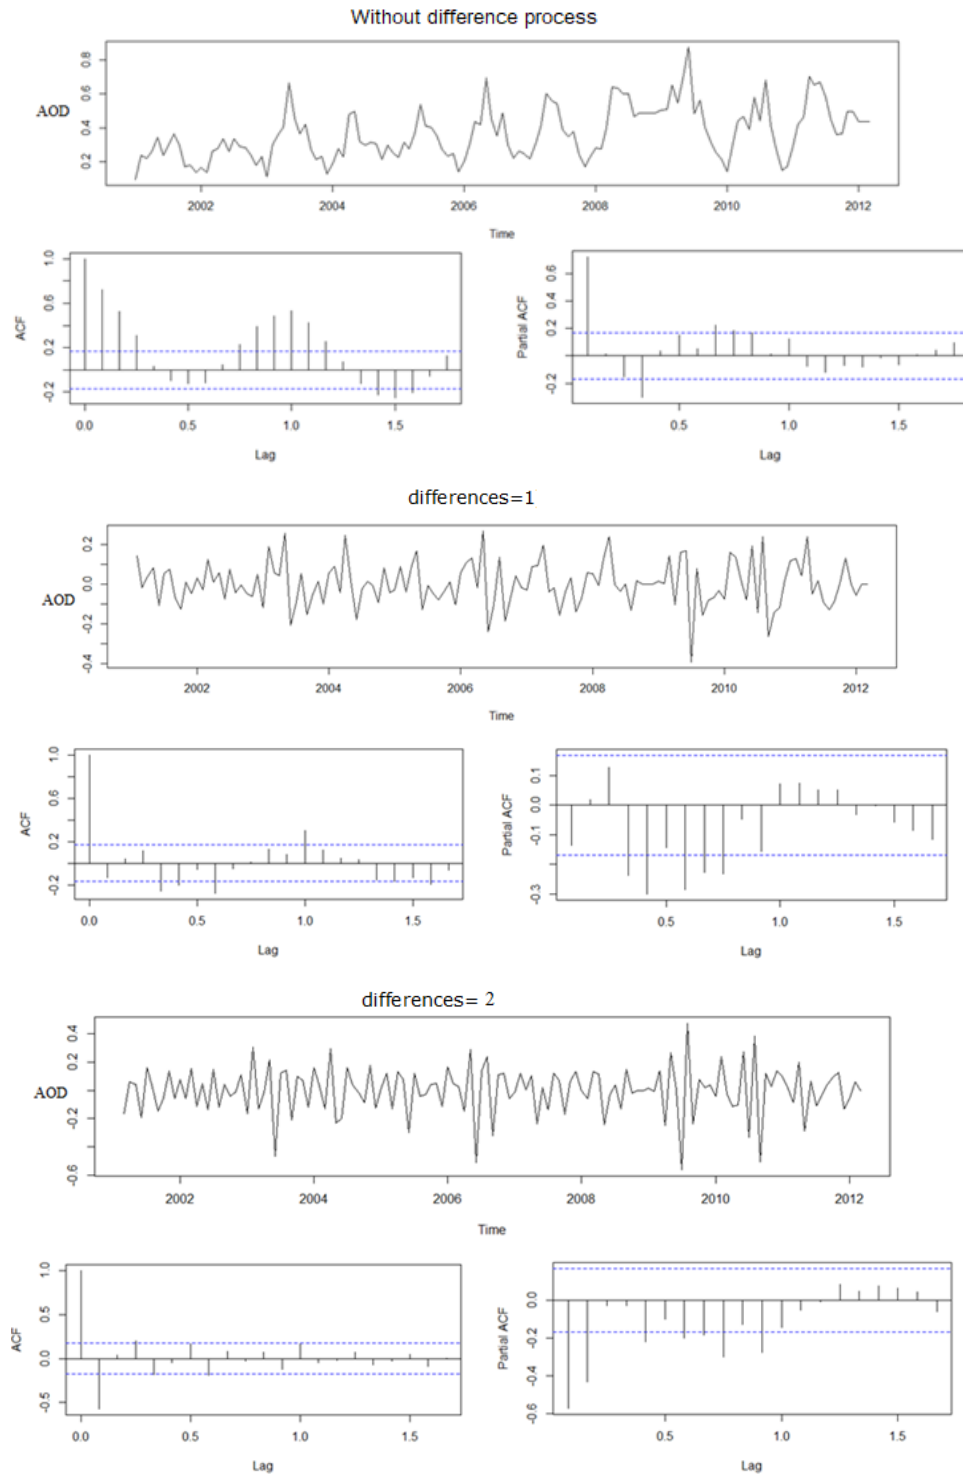 Without difference process
AOD
0.8
0.6
0.4
0.2
2002 2004 2006 2008 2010 2012
Time
ACF
1.0
0.6
0.2
-0.2
0.0 0.5 1.0 1.5
Lag
Partial ACF
0.6
0.2
-0.2
0.5 1.0 1.5
Lag
differences=1
AOD
0.2
0.0
-0.2
-0.4
2002 2004 2006 2008 2010 2012
Time
ACF
1.0
0.6
0.2
-0.2
0.0 0.5 1.0 1.5
Lag
Partial ACF
0.1
0.0
-0.1
-0.3
0.5 1.0 1.5
Lag
differences= 2
AOD
0.4
0.2
-0.2
-0.6
2002 2004 2006 2008 2010 2012
Time
ACF
1.0
0.5
0.0
-0.5
0.0 0.5 1.0 1.5
Lag
Partial ACF
0.0
-0.2
-0.4
-0.6
0.5 1.0 1.5
Lag